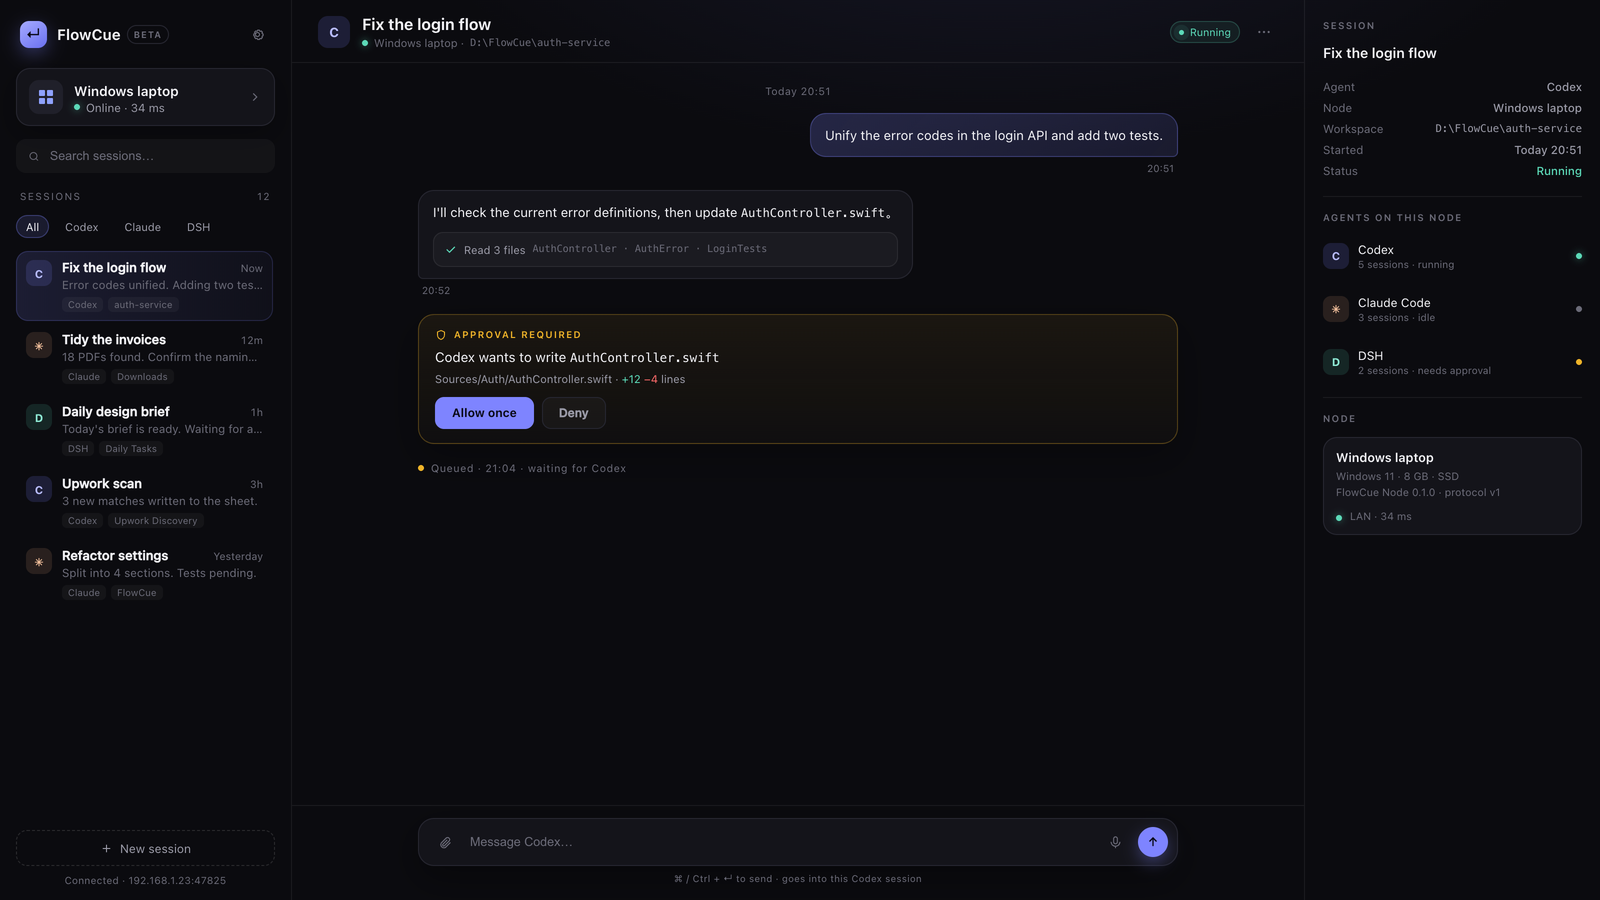 FlowCue BETA
Windows laptop
Online · 34 ms
Search sessions…
SESSIONS 12
All Codex Claude DSH
C Fix the login flow Now
Error codes unified. Adding two tes…
Codex auth-service
Tidy the invoices 12m
18 PDFs found. Confirm the namin…
Claude Downloads
D Daily design brief 1h
Today's brief is ready. Waiting for a…
DSH Daily Tasks
C Upwork scan 3h
3 new matches written to the sheet.
Codex Upwork Discovery
Refactor settings Yesterday
Split into 4 sections. Tests pending.
Claude FlowCue
+ New session
Connected · 192.168.1.23:47825
C Fix the login flow
Windows laptop · D:\FlowCue\auth-service
Running ···
Today 20:51
Unify the error codes in the login API and add two tests.
20:51
I'll check the current error definitions, then update AuthController.swift。
Read 3 files AuthController · AuthError · LoginTests
20:52
APPROVAL REQUIRED
Codex wants to write AuthController.swift
Sources/Auth/AuthController.swift · +12 −4 lines
Allow once Deny
Queued · 21:04 · waiting for Codex
Message Codex…
⌘ / Ctrl + ↵ to send · goes into this Codex session
SESSION
Fix the login flow
Agent Codex
Node Windows laptop
Workspace D:\FlowCue\auth-service
Started Today 20:51
Status Running
AGENTS ON THIS NODE
C Codex
5 sessions · running
Claude Code
3 sessions · idle
D DSH
2 sessions · needs approval
NODE
Windows laptop
Windows 11 · 8 GB · SSD
FlowCue Node 0.1.0 · protocol v1
LAN · 34 ms